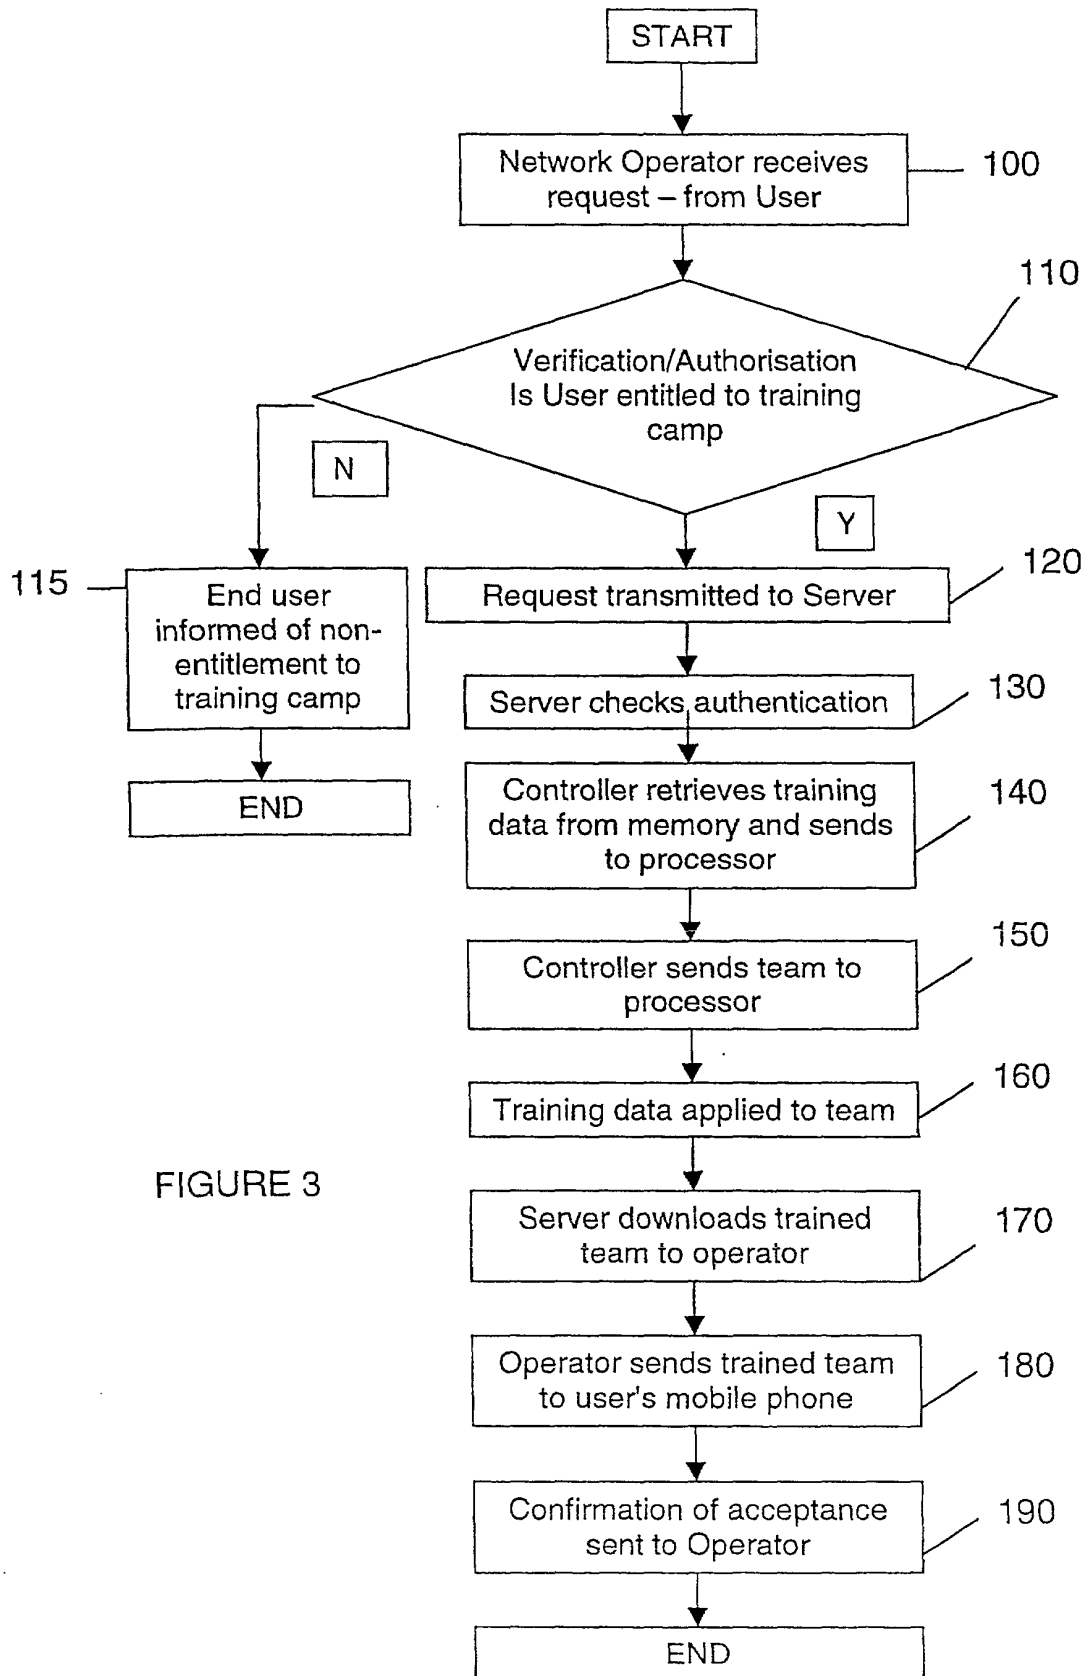 START
Network Operator receives
request – from User
100
110
Verification/Authorisation
Is User entitled to training
camp
N
Y
115
End user
informed of non-
entitlement to
training camp
END
Request transmitted to Server
120
Server checks authentication
130
Controller retrieves training
data from memory and sends
to processor
140
Controller sends team to
processor
150
Training data applied to team
160
FIGURE 3
Server downloads trained
team to operator
170
Operator sends trained team
to user's mobile phone
180
Confirmation of acceptance
sent to Operator
190
END